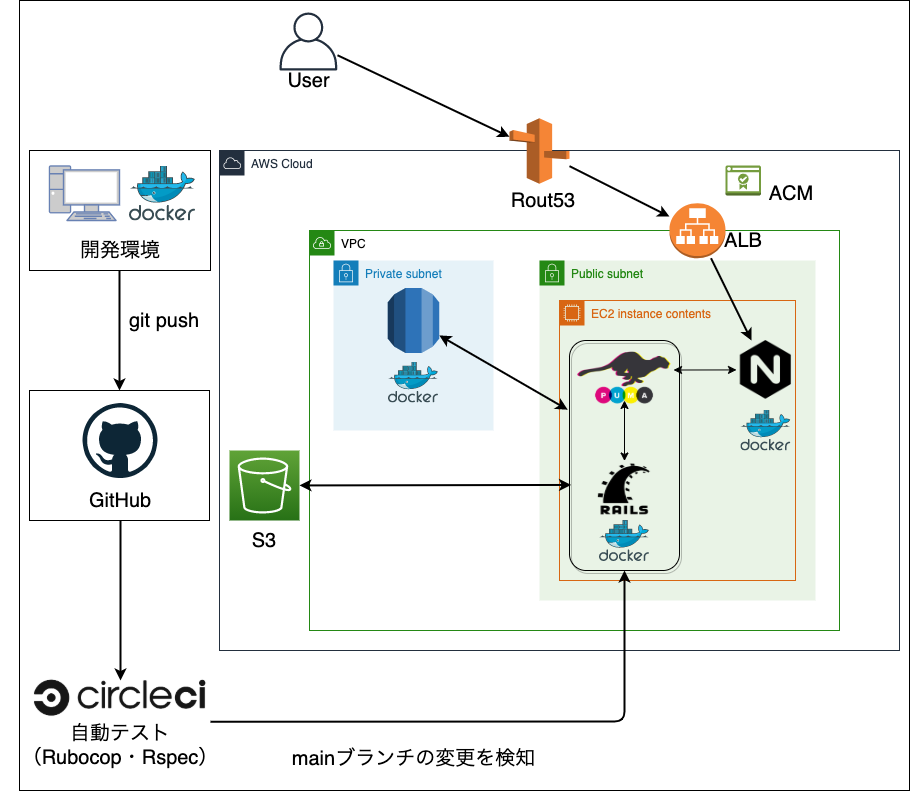 User
AWS Cloud
Rout53
ACM
ALB
docker
開発環境
git push
VPC
Private subnet
docker
Public subnet
EC2 instance contents
PUMA
N
docker
RAILS
docker
GitHub
S3
circleci
自動テスト
（Rubocop・Rspec）
mainブランチの変更を検知